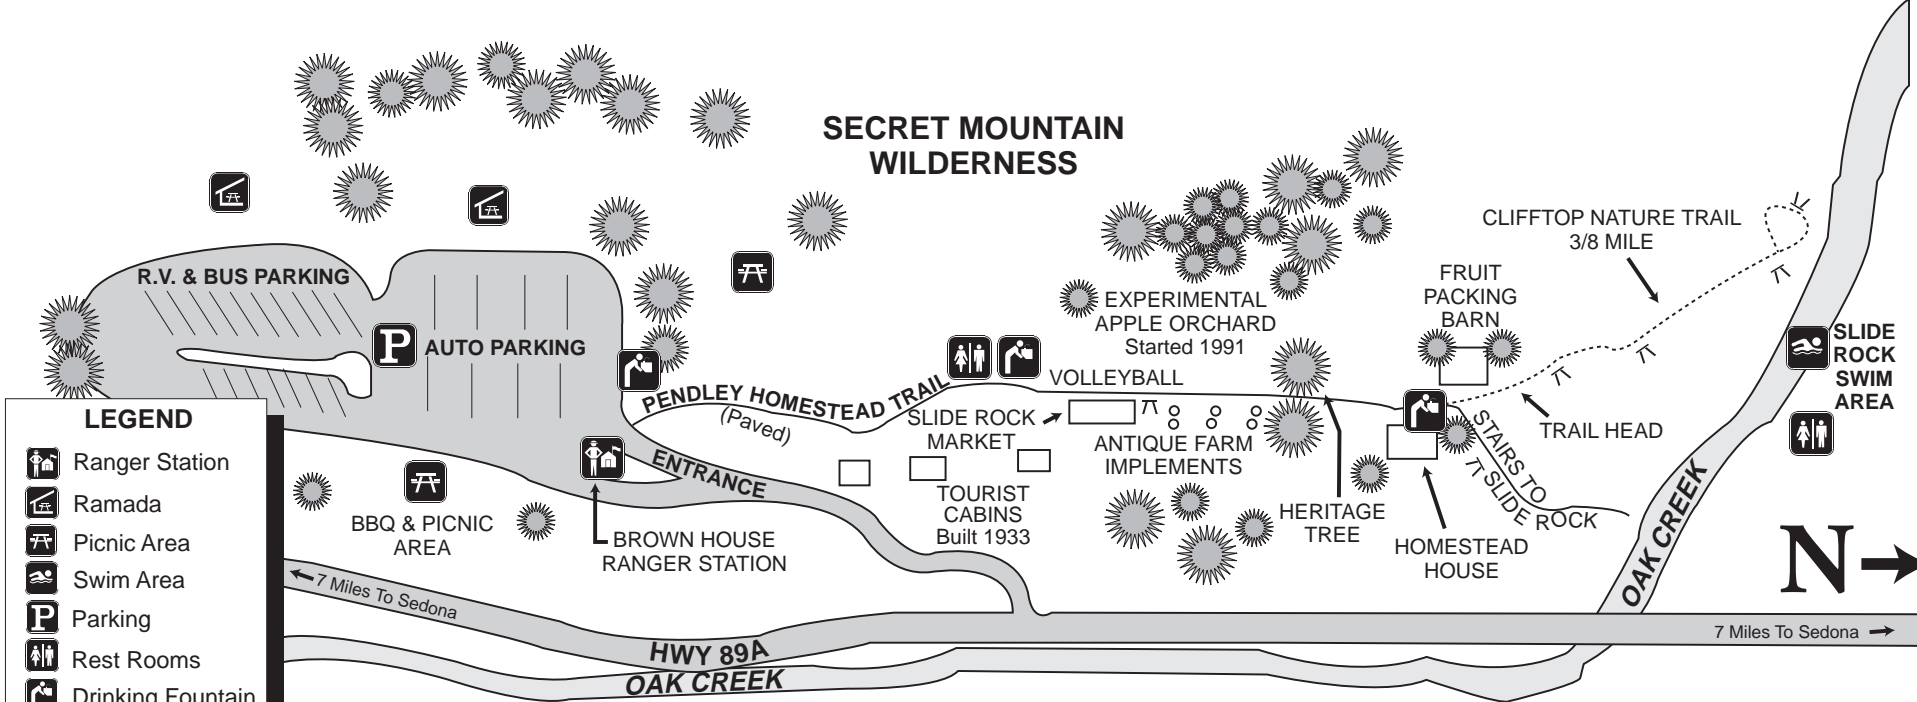 SECRET MOUNTAIN
WILDERNESS
R.V. & BUS PARKING
P
AUTO PARKING
CLIFFTOP NATURE TRAIL
3/8 MILE
FRUIT
PACKING
BARN
EXPERIMENTAL
APPLE ORCHARD
Started 1991
SLIDE
ROCK
SWIM
AREA
PENDLEY HOMESTEAD TRAIL
(Paved)
VOLLEYBALL
SLIDE ROCK
MARKET
ANTIQUE FARM
IMPLEMENTS
TRAIL HEAD
STAIRS TO
SLIDE ROCK
ENTRANCE
TOURIST
CABINS
Built 1933
HERITAGE
TREE
HOMESTEAD
HOUSE
BBQ & PICNIC
AREA
BROWN HOUSE
RANGER STATION
OAK CREEK
N
7 Miles To Sedona
HWY 89A
7 Miles To Sedona
OAK CREEK
LEGEND
Ranger Station
Ramada
Picnic Area
Swim Area
P Parking
Rest Rooms
Drinking Fountain